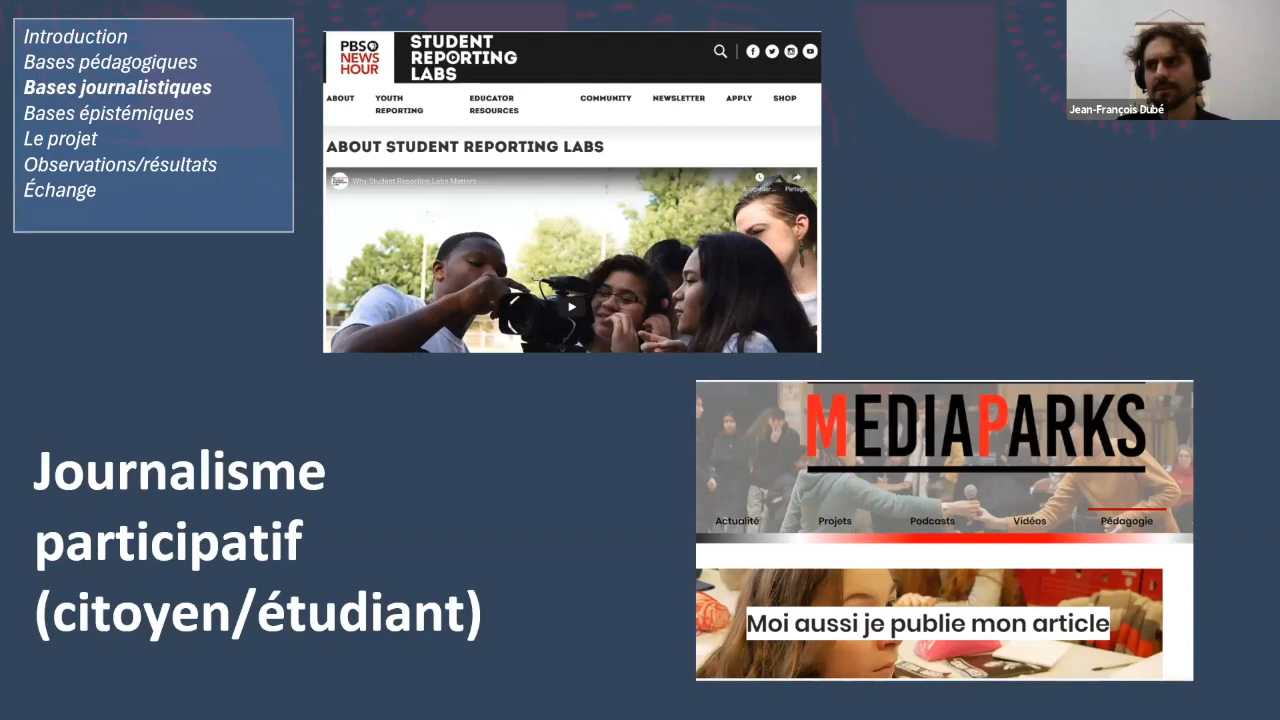 Introduction
Bases pédagogiques
Bases journalistiques
Bases épistémiques
Le projet
Observations/résultats
Échange
PBS
NEWS
HOUR
STUDENT
REPORTING
LABS
ABOUT
YOUTH
REPORTING
EDUCATOR
RESOURCES
COMMUNITY
NEWSLETTER
APPLY
SHOP
ABOUT STUDENT REPORTING LABS
Why Student Reporting Labs Matters
Jean-François Dubé
Journalisme
participatif
(citoyen/étudiant)
MEDIAPARKS
Actualité
Projets
Podcasts
Vidéos
Pédagogie
Moi aussi je publie mon article